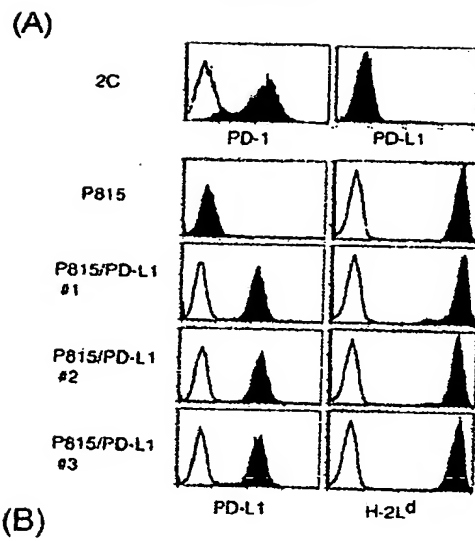 (A)
2C
PD-1 PD-L1
P815
P815/PD-L1
#1
P815/PD-L1
#2
P815/PD-L1
#3
PD-L1 H-2Ld
(B)